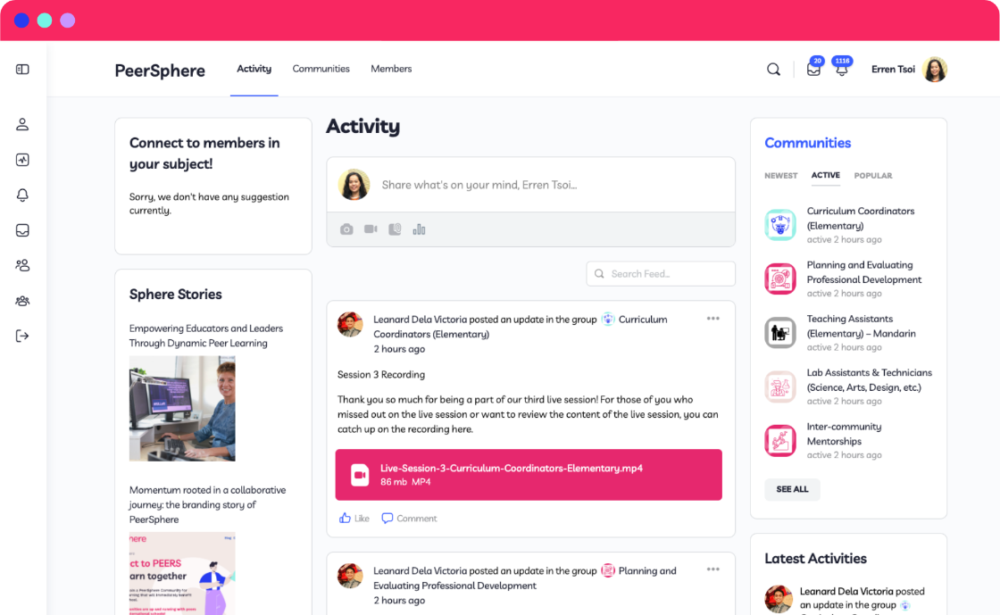 PeerSphere
Activity
Communities
Members
20
1116
Erren Tsoi
Connect to members in
your subject!
Sorry, we don't have any suggestion
currently.
Sphere Stories
Empowering Educators and Leaders
Through Dynamic Peer Learning
Momentum rooted in a collaborative
journey: the branding story of
PeerSphere
here
ct to PEERS
arn together
Activity
Share what's on your mind, Erren Tsoi...
Search Feed...
Leanard Dela Victoria posted an update in the group Curriculum
Coordinators (Elementary)
2 hours ago
Session 3 Recording
Thank you so much for being a part of our third live session! For those of you who
missed out on the live session or want to review the content of the live session, you can
catch up on the recording here.
Live-Session-3-Curriculum-Coordinators-Elementary.mp4
86 mb MP4
Like
Comment
Leanard Dela Victoria posted an update in the group Planning and
Evaluating Professional Development
2 hours ago
Communities
NEWEST
ACTIVE
POPULAR
Curriculum Coordinators
(Elementary)
active 2 hours ago
Planning and Evaluating
Professional Development
active 2 hours ago
Teaching Assistants
(Elementary) – Mandarin
active 2 hours ago
Lab Assistants & Technicians
(Science, Arts, Design, etc.)
active 2 hours ago
Inter-community
Mentorships
active 2 hours ago
SEE ALL
Latest Activities
Leanard Dela Victoria posted
an update in the group